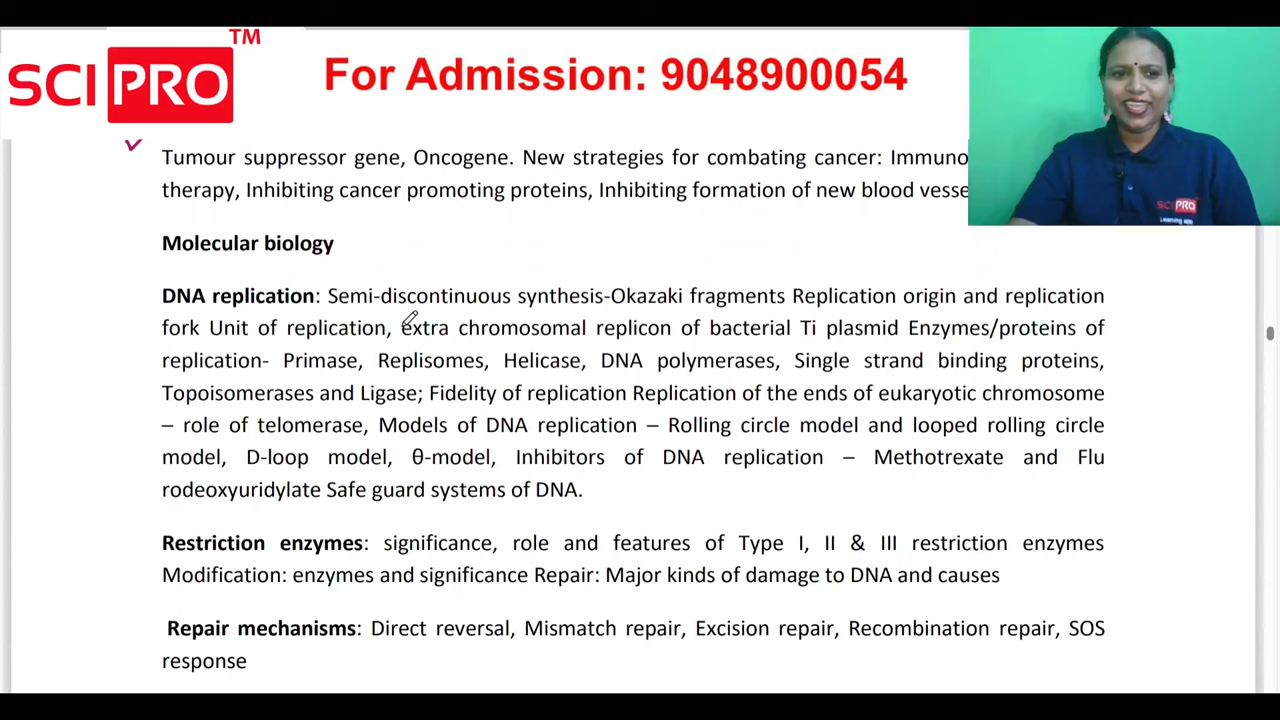 TM
SCI PRO
For Admission: 9048900054
Tumour suppressor gene, Oncogene. New strategies for combating cancer: Immuno
therapy, Inhibiting cancer promoting proteins, Inhibiting formation of new blood vesse
SCI PRO
Learning
Molecular biology
DNA replication: Semi-discontinuous synthesis-Okazaki fragments Replication origin and replication
fork Unit of replication, extra chromosomal replicon of bacterial Ti plasmid Enzymes/proteins of
replication- Primase, Replisomes, Helicase, DNA polymerases, Single strand binding proteins,
Topoisomerases and Ligase; Fidelity of replication Replication of the ends of eukaryotic chromosome
– role of telomerase, Models of DNA replication – Rolling circle model and looped rolling circle
model, D-loop model, θ-model, Inhibitors of DNA replication – Methotrexate and Flu
rodeoxyuridylate Safe guard systems of DNA.
Restriction enzymes: significance, role and features of Type I, II & III restriction enzymes
Modification: enzymes and significance Repair: Major kinds of damage to DNA and causes
Repair mechanisms: Direct reversal, Mismatch repair, Excision repair, Recombination repair, SOS
response